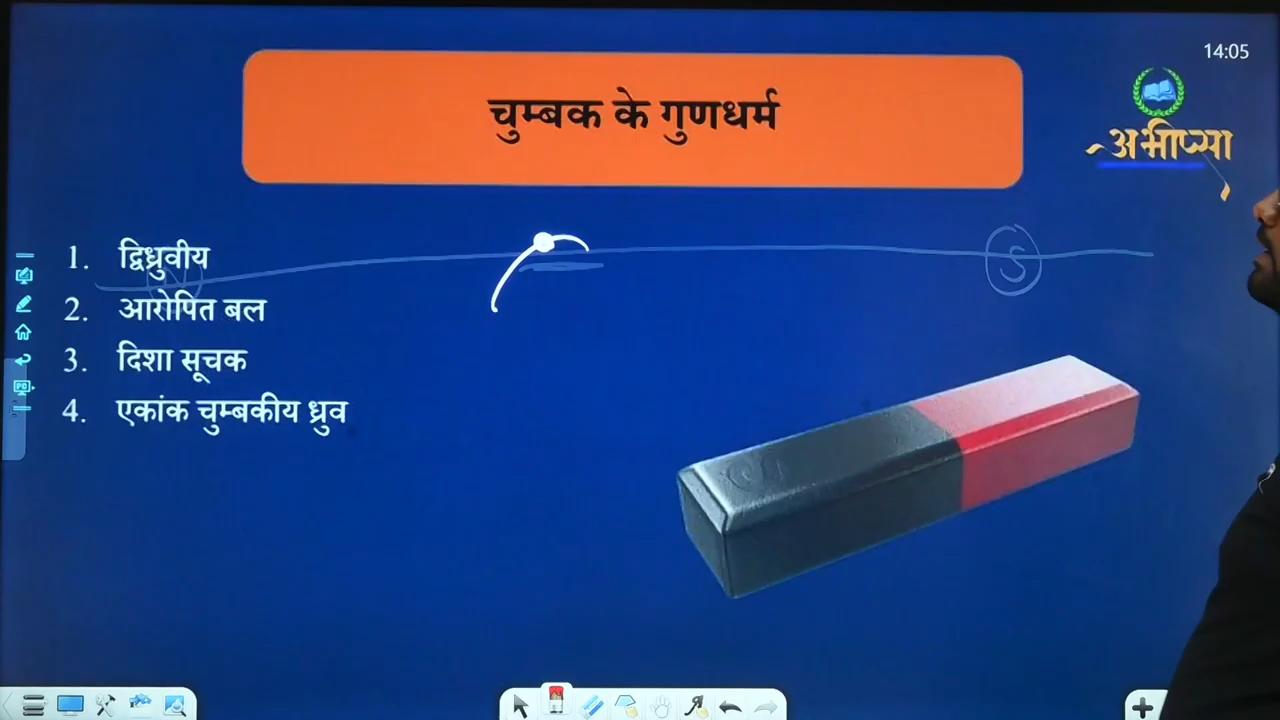 14:05
चुम्बक के गुणधर्म
अभीप्सा
1. द्विध्रुवीय
N
S
2. आरोपित बल
3. दिशा सूचक
4. एकांक चुम्बकीय ध्रुव